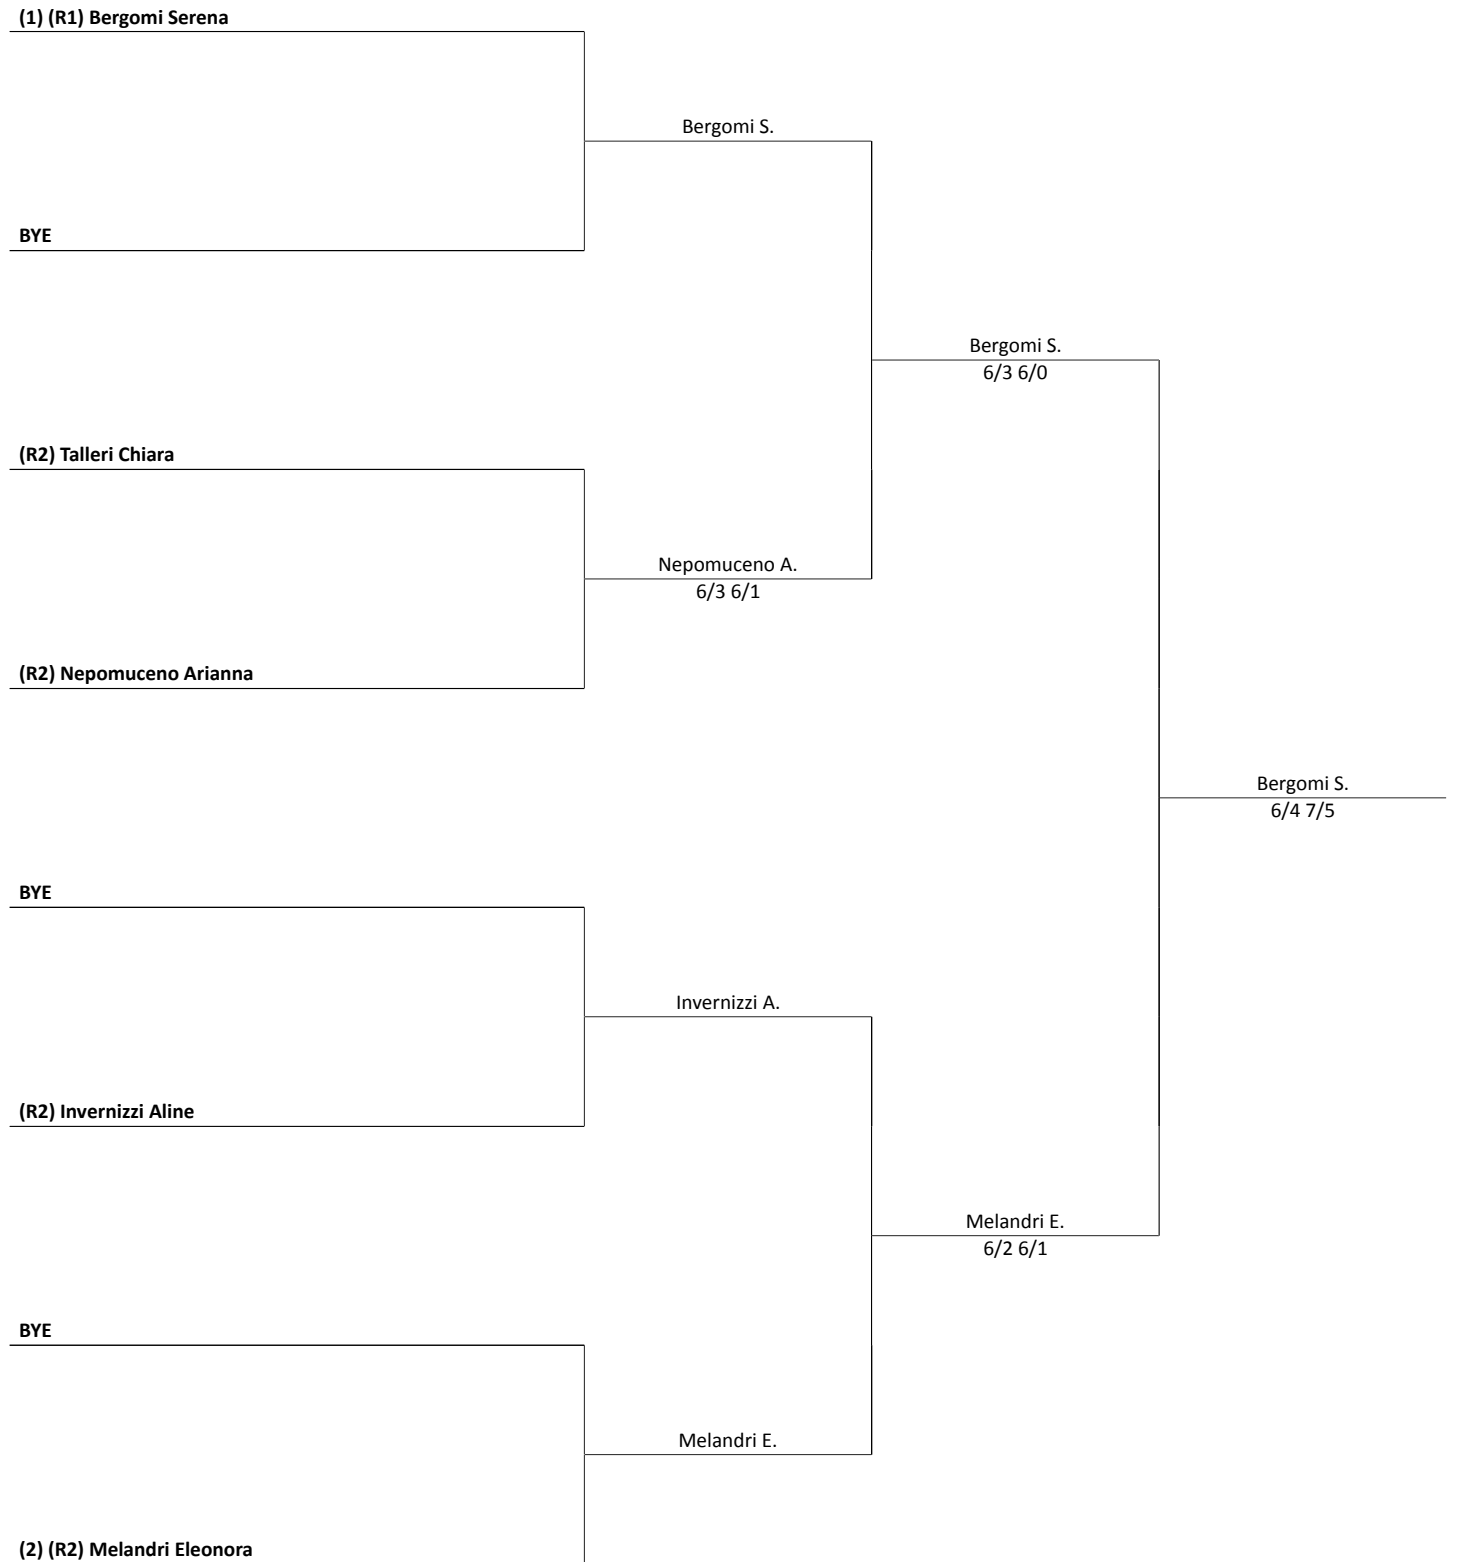 (1) (R1) Bergomi Serena
Bergomi S.
BYE
Bergomi S.
6/3 6/0
(R2) Talleri Chiara
Nepomuceno A.
6/3 6/1
(R2) Nepomuceno Arianna
Bergomi S.
6/4 7/5
BYE
Invernizzi A.
(R2) Invernizzi Aline
Melandri E.
6/2 6/1
BYE
Melandri E.
(2) (R2) Melandri Eleonora